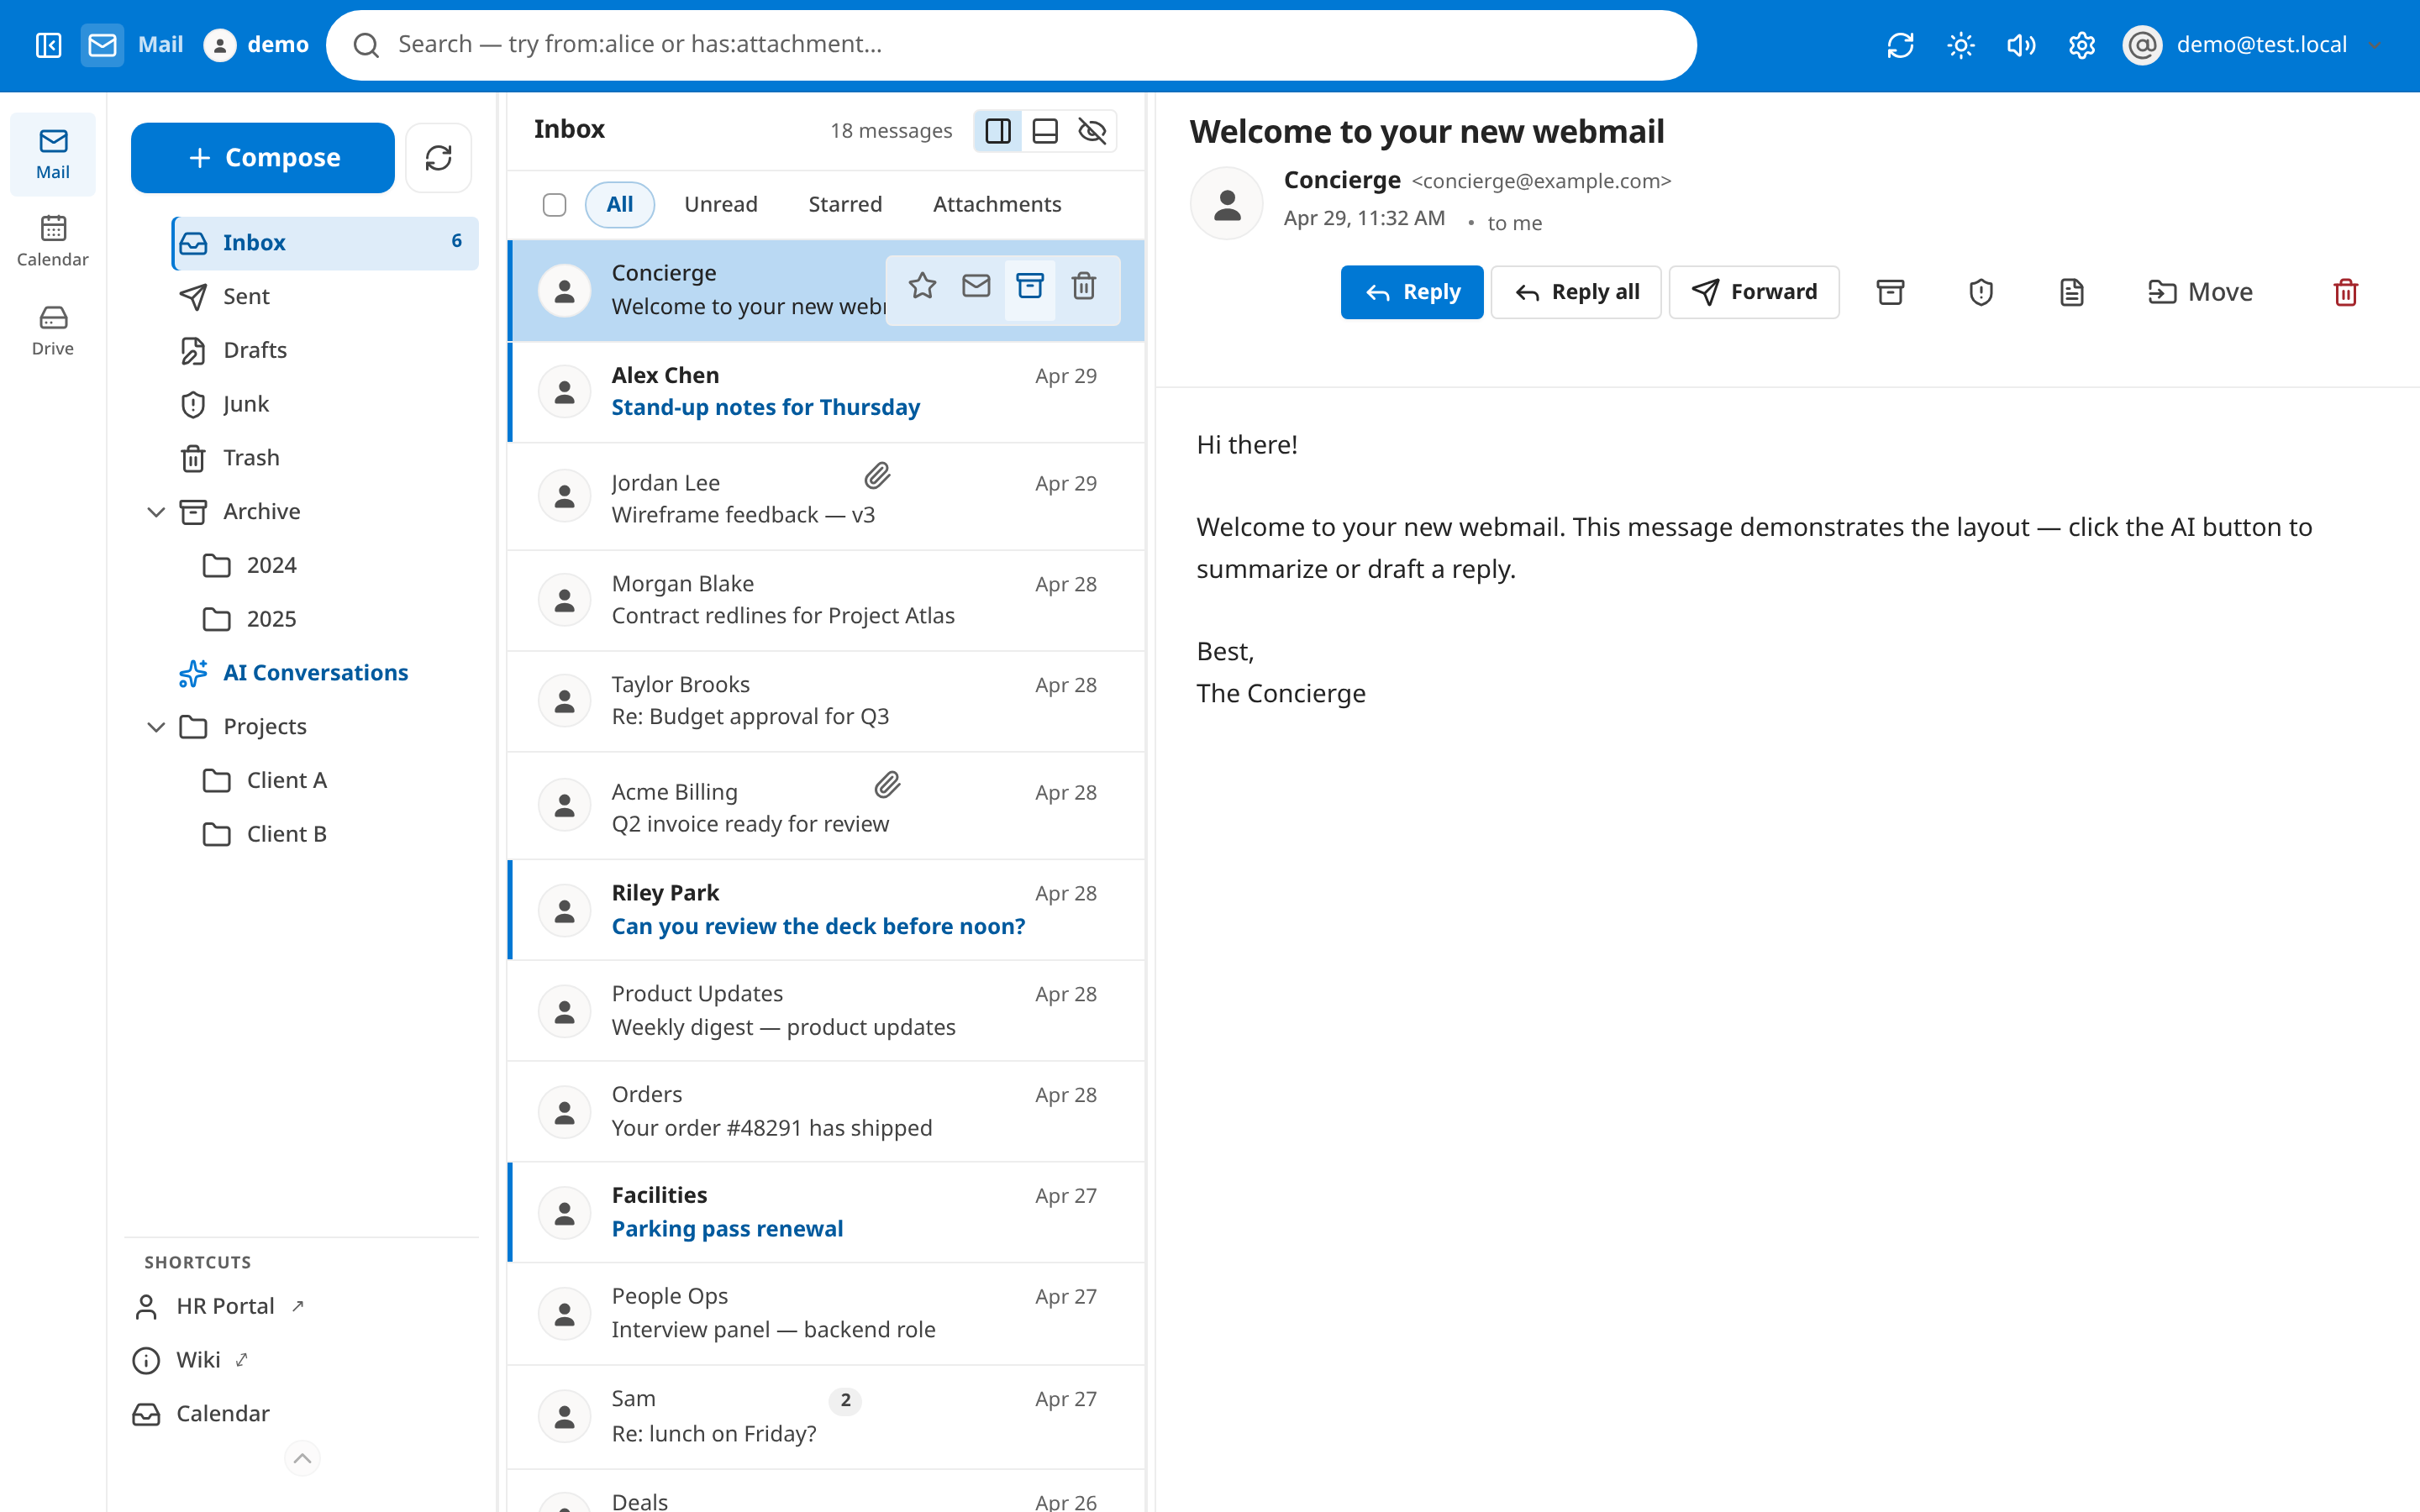 Mail demo Search — try from:alice or has:attachment... demo@test.local
Mail
Calendar
Drive
Compose
Inbox 6
Sent
Drafts
Junk
Trash
Archive
2024
2025
AI Conversations
Projects
Client A
Client B
SHORTCUTS
HR Portal
Wiki
Calendar
Inbox 18 messages
All Unread Starred Attachments
Concierge
Welcome to your new
Alex Chen Apr 29
Stand-up notes for Thursday
Jordan Lee Apr 29
Wireframe feedback — v3
Morgan Blake Apr 28
Contract redlines for Project Atlas
Taylor Brooks Apr 28
Re: Budget approval for Q3
Acme Billing Apr 28
Q2 invoice ready for review
Riley Park Apr 28
Can you review the deck before noon?
Product Updates Apr 28
Weekly digest — product updates
Orders Apr 28
Your order #48291 has shipped
Facilities Apr 27
Parking pass renewal
People Ops Apr 27
Interview panel — backend role
Sam 2 Apr 27
Re: lunch on Friday?
Deals Apr 26
Welcome to your new webmail
Concierge <concierge@example.com>
Apr 29, 11:32 AM • to me
Reply Reply all Forward Move
Hi there!
Welcome to your new webmail. This message demonstrates the layout — click the AI button to
summarize or draft a reply.
Best,
The Concierge